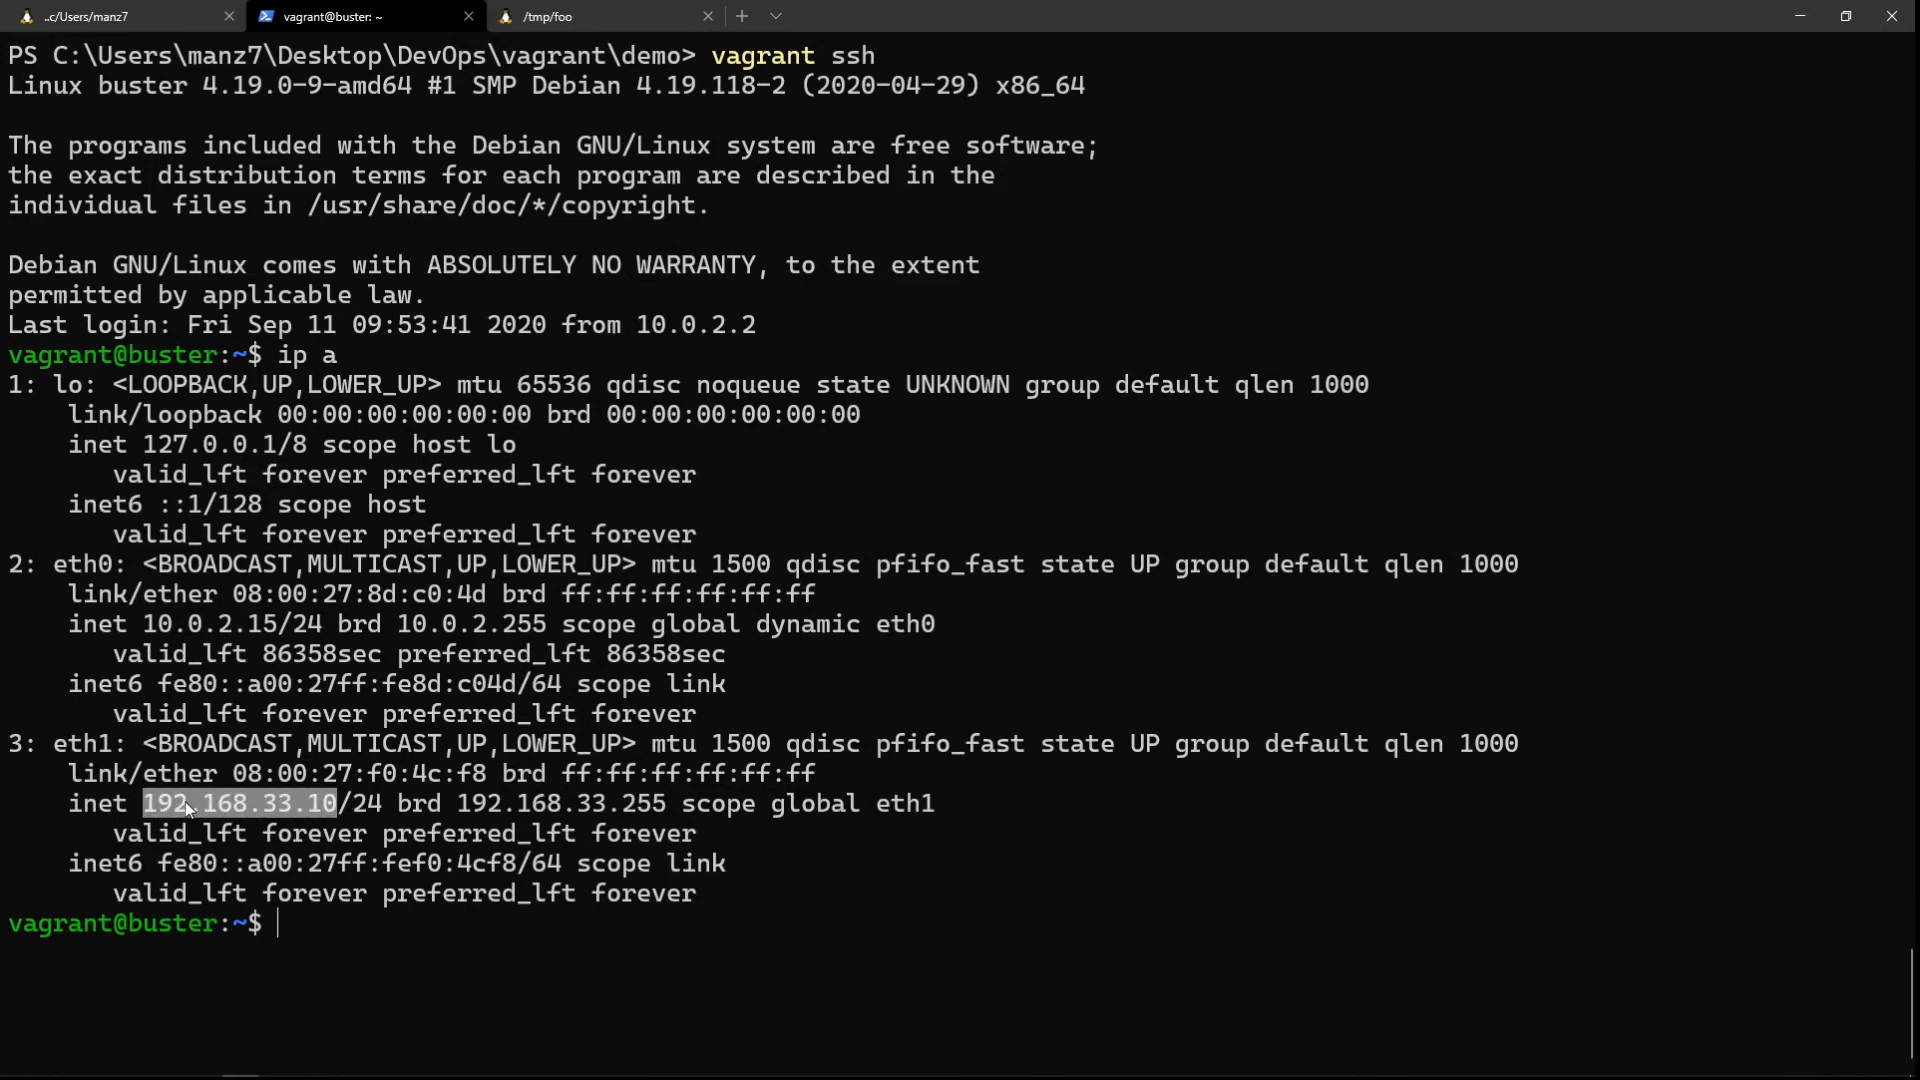 ..c/Users/manz7
vagrant@buster: ~
/tmp/foo
PS C:\Users\manz7\Desktop\DevOps\vagrant\demo> vagrant ssh
Linux buster 4.19.0-9-amd64 #1 SMP Debian 4.19.118-2 (2020-04-29) x86_64
The programs included with the Debian GNU/Linux system are free software;
the exact distribution terms for each program are described in the
individual files in /usr/share/doc/*/copyright.
Debian GNU/Linux comes with ABSOLUTELY NO WARRANTY, to the extent
permitted by applicable law.
Last login: Fri Sep 11 09:53:41 2020 from 10.0.2.2
vagrant@buster:~$ ip a
1: lo: <LOOPBACK,UP,LOWER_UP> mtu 65536 qdisc noqueue state UNKNOWN group default qlen 1000
link/loopback 00:00:00:00:00:00 brd 00:00:00:00:00:00
inet 127.0.0.1/8 scope host lo
valid_lft forever preferred_lft forever
inet6 ::1/128 scope host
valid_lft forever preferred_lft forever
2: eth0: <BROADCAST,MULTICAST,UP,LOWER_UP> mtu 1500 qdisc pfifo_fast state UP group default qlen 1000
link/ether 08:00:27:8d:c0:4d brd ff:ff:ff:ff:ff:ff
inet 10.0.2.15/24 brd 10.0.2.255 scope global dynamic eth0
valid_lft 86358sec preferred_lft 86358sec
inet6 fe80::a00:27ff:fe8d:c04d/64 scope link
valid_lft forever preferred_lft forever
3: eth1: <BROADCAST,MULTICAST,UP,LOWER_UP> mtu 1500 qdisc pfifo_fast state UP group default qlen 1000
link/ether 08:00:27:f0:4c:f8 brd ff:ff:ff:ff:ff:ff
inet 192.168.33.10/24 brd 192.168.33.255 scope global eth1
valid_lft forever preferred_lft forever
inet6 fe80::a00:27ff:fef0:4cf8/64 scope link
valid_lft forever preferred_lft forever
vagrant@buster:~$